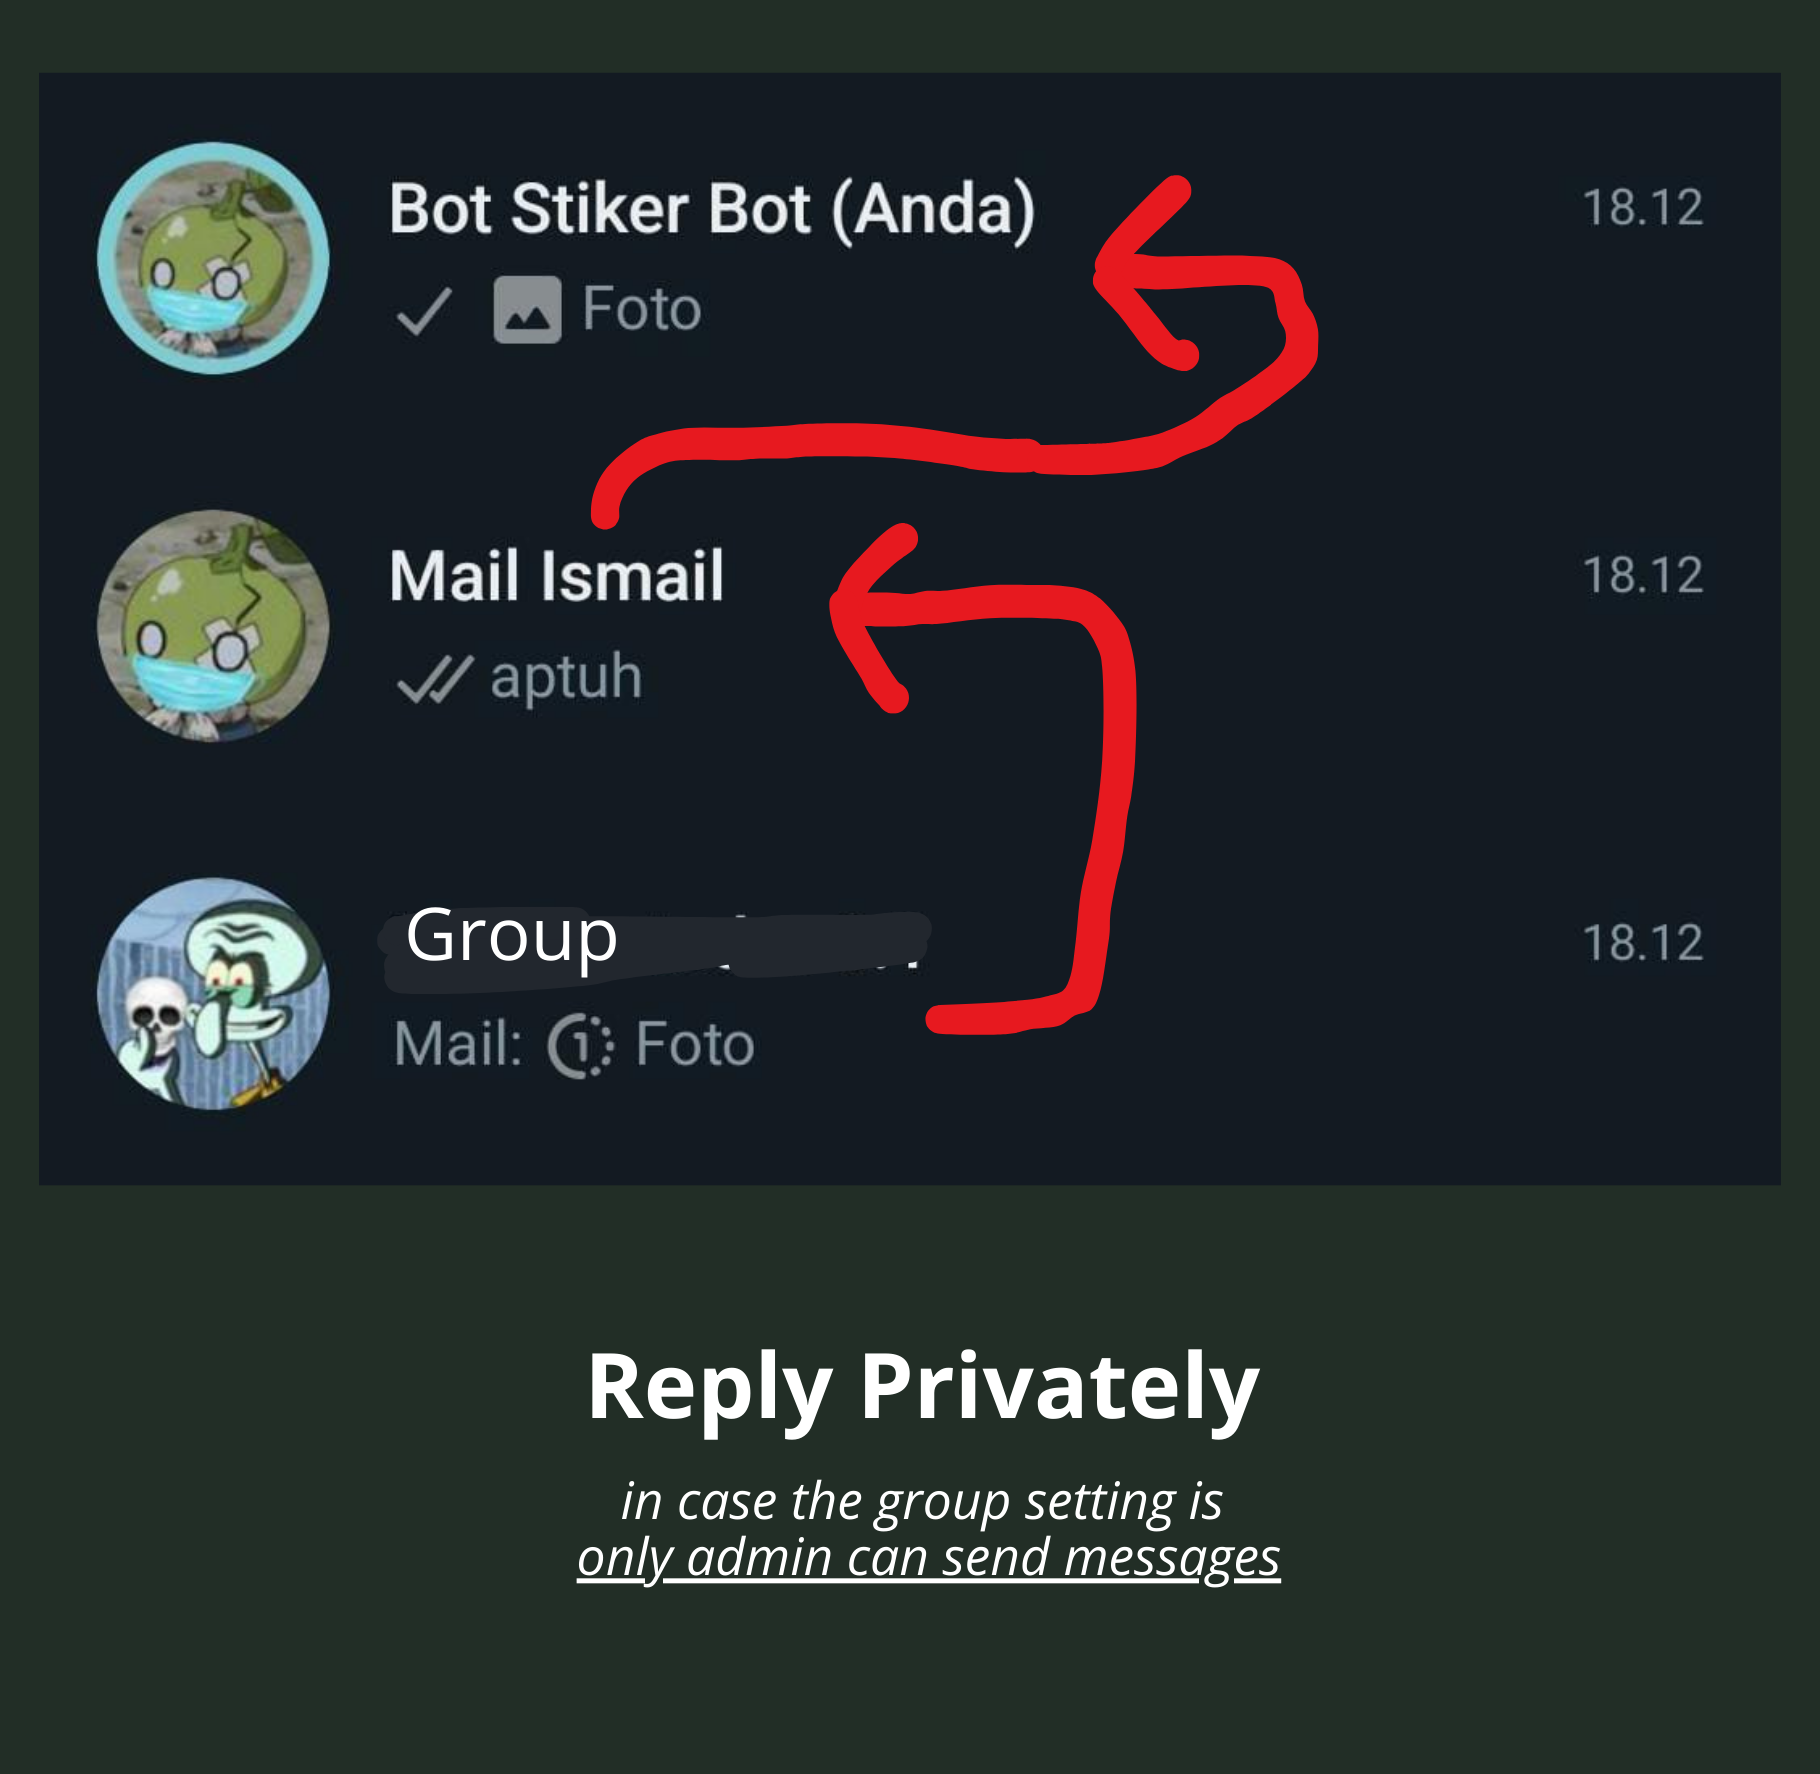 Bot Stiker Bot (Anda)
18.12
Foto
Mail Ismail
18.12
aptuh
Group
18.12
Mail: 1 Foto
Reply Privately
in case the group setting is
only admin can send messages